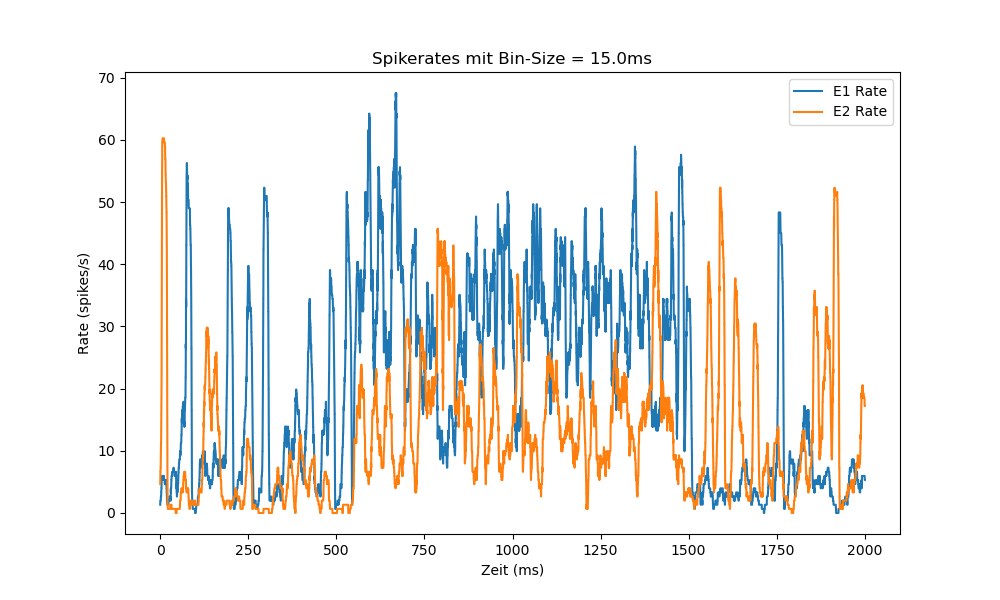 Spikerates mit Bin-Size = 15.0ms
E1 Rate
E2 Rate
70
60
50
40
30
20
10
0
Rate (spikes/s)
0 250 500 750 1000 1250 1500 1750 2000
Zeit (ms)